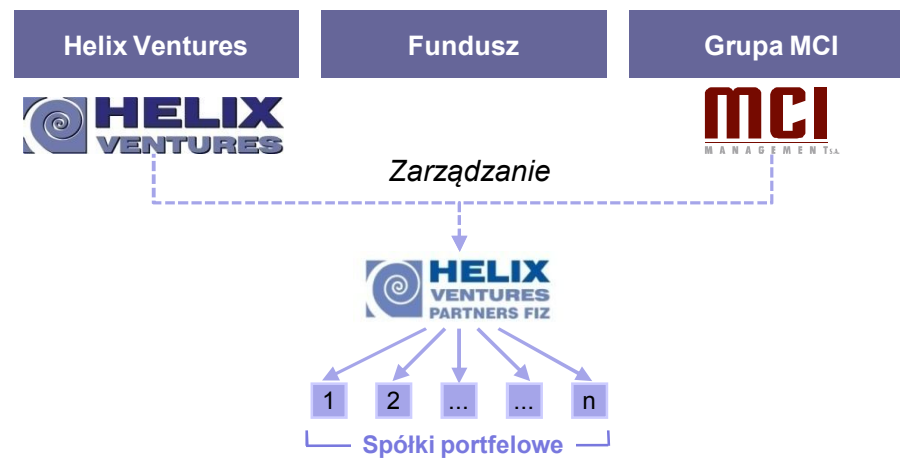 Helix Ventures
Fundusz
Grupa MCI
HELIX
VENTURES
mci
MANAGEMENT S.A.
Zarządzanie
HELIX
VENTURES
PARTNERS FIZ
1 2 ... ... n
Spółki portfelowe